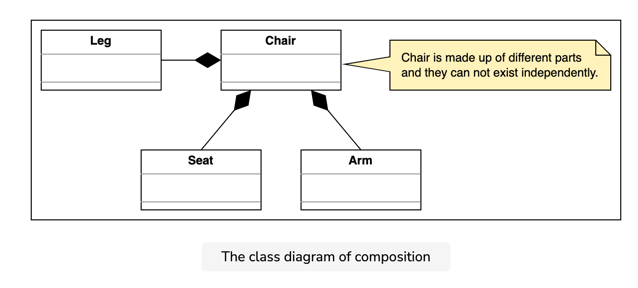 Leg
Chair
Chair is made up of different parts
and they can not exist independently.
Seat
Arm
The class diagram of composition